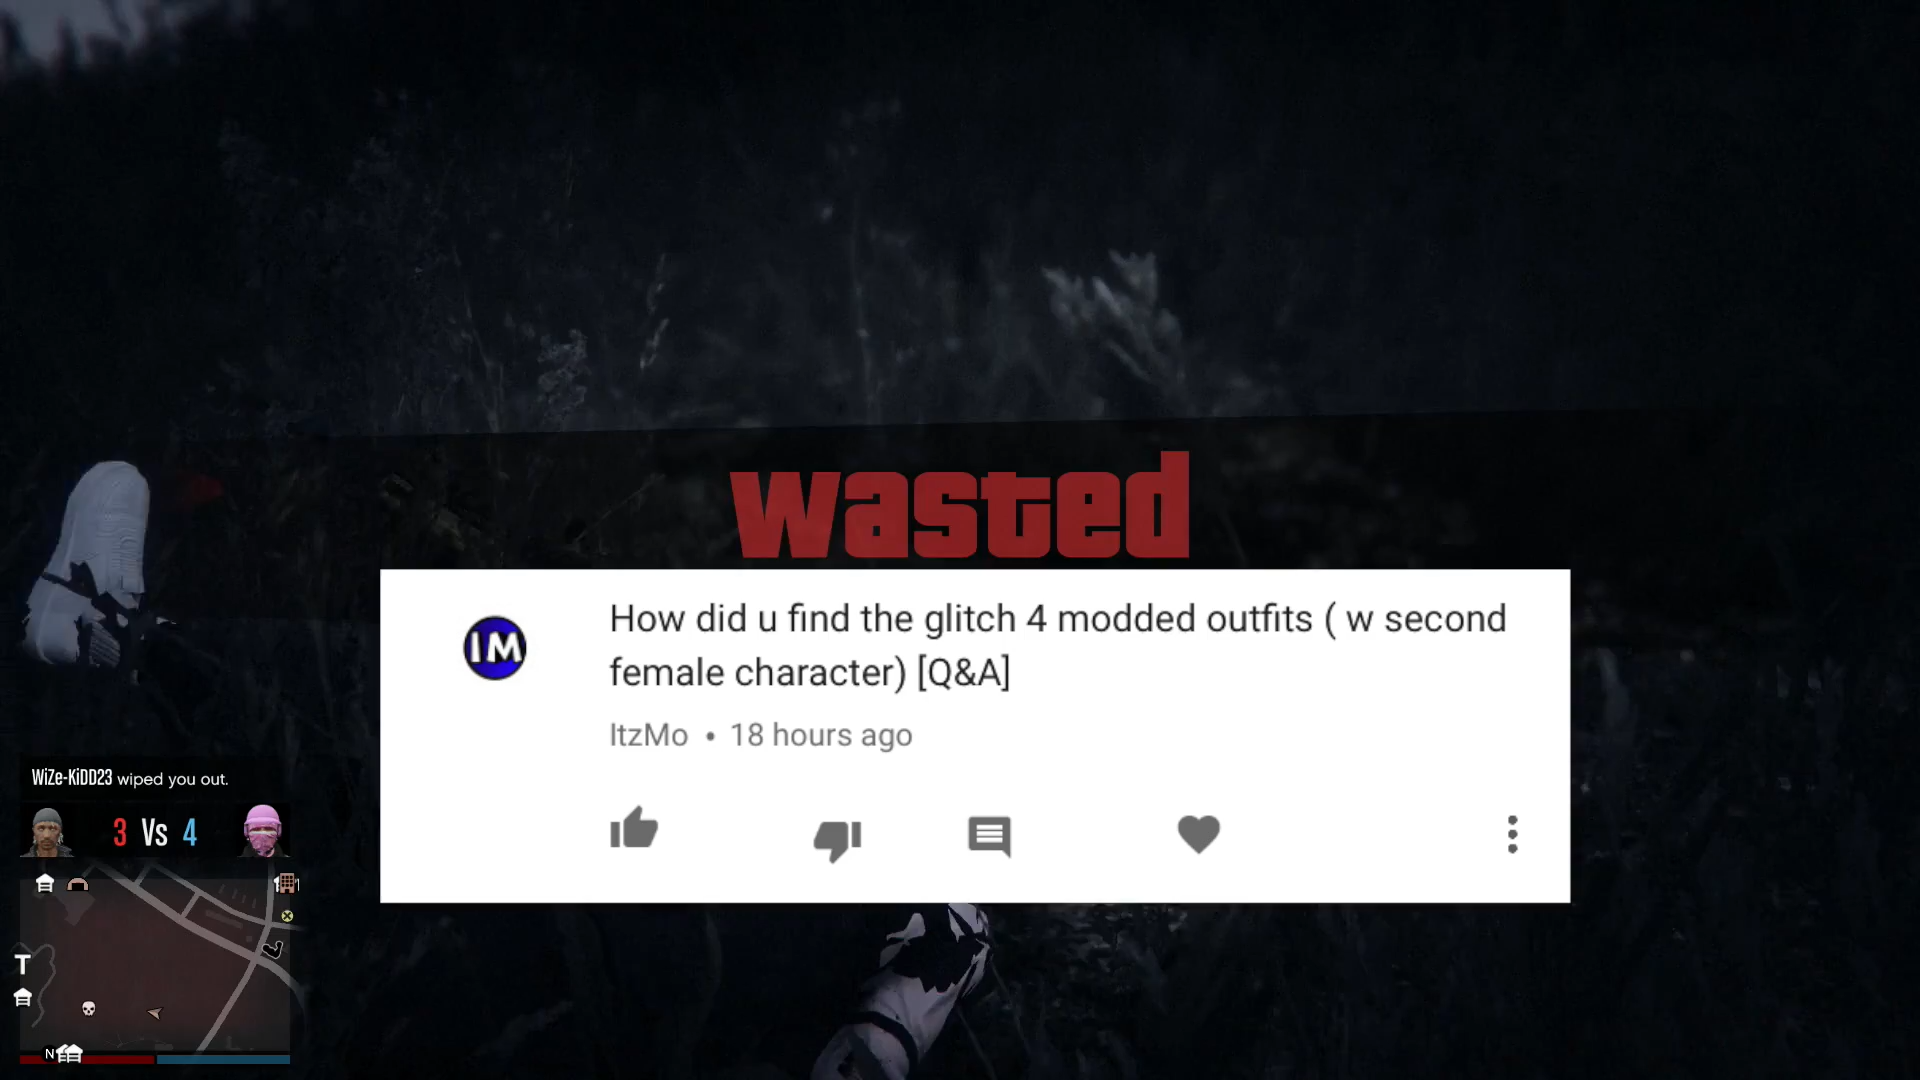 wasted
IM
How did u find the glitch 4 modded outfits ( w second
female character) [Q&A]
ItzMo • 18 hours ago
WiZe-KiDD23 wiped you out.
3 Vs 4
T
N